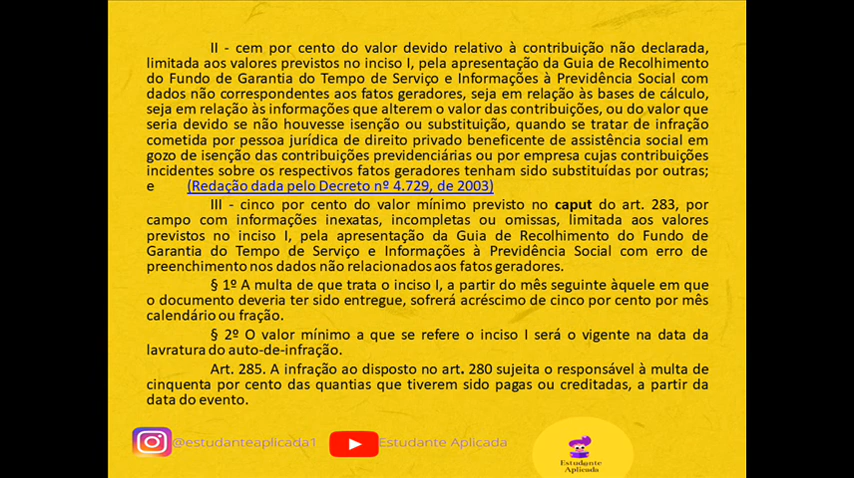 II - cem por cento do valor devido relativo à contribuição não declarada,
limitada aos valores previstos no inciso I, pela apresentação da Guia de Recolhimento
do Fundo de Garantia do Tempo de Serviço e Informações à Previdência Social com
dados não correspondentes aos fatos geradores, seja em relação às bases de cálculo,
seja em relação às informações que alterem o valor das contribuições, ou do valor que
seria devido se não houvesse isenção ou substituição, quando se tratar de infração
cometida por pessoa jurídica de direito privado beneficente de assistência social em
gozo de isenção das contribuições previdenciárias ou por empresa cujas contribuições
incidentes sobre os respectivos fatos geradores tenham sido substituídas por outras;
e (Redação dada pelo Decreto nº 4.729, de 2003)
III - cinco por cento do valor mínimo previsto no caput do art. 283, por
campo com informações inexatas, incompletas ou omissas, limitada aos valores
previstos no inciso I, pela apresentação da Guia de Recolhimento do Fundo de
Garantia do Tempo de Serviço e Informações à Previdência Social com erro de
preenchimento nos dados não relacionados aos fatos geradores.
§ 1º A multa de que trata o inciso I, a partir do mês seguinte àquele em que
o documento deveria ter sido entregue, sofrerá acréscimo de cinco por cento por mês
calendário ou fração.
§ 2º O valor mínimo a que se refere o inciso I será o vigente na data da
lavratura do auto-de-infração.
Art. 285. A infração ao disposto no art. 280 sujeita o responsável à multa de
cinquenta por cento das quantias que tiverem sido pagas ou creditadas, a partir da
data do evento.
@estudanteaplicada1 Estudante Aplicada
Estud@nte
Aplicada